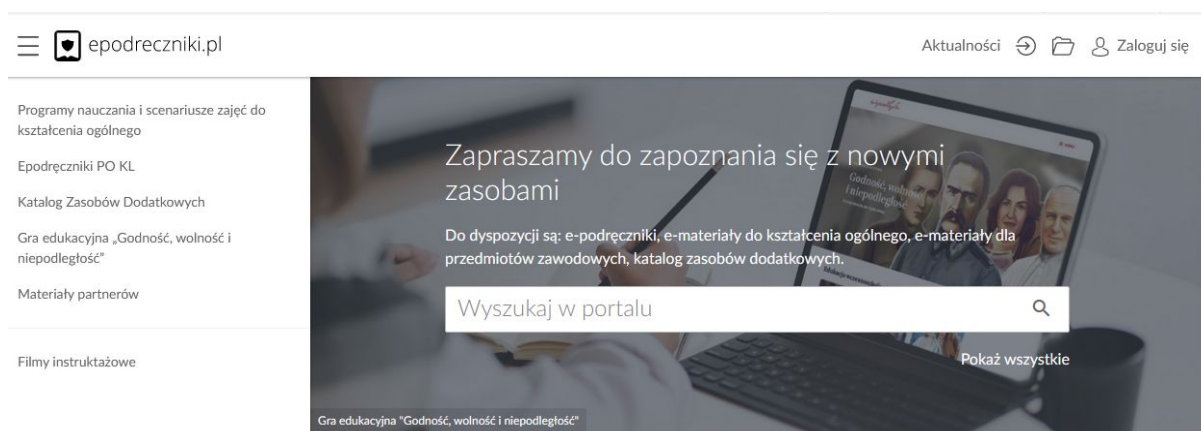 epodreczniki.pl
Aktualności
Zaloguj się
Programy nauczania i scenariusze zajęć do
kształcenia ogólnego
Epodręczniki PO KL
Katalog Zasobów Dodatkowych
Gra edukacyjna „Godność, wolność i
niepodległość”
Materiały partnerów
Filmy instruktażowe
Zapraszamy do zapoznania się z nowymi
zasobami
Do dyspozycji są: e-podręczniki, e-materiały do kształcenia ogólnego, e-materiały dla
przedmiotów zawodowych, katalog zasobów dodatkowych.
Wyszukaj w portalu
Pokaż wszystkie
Godność, wolność
i niepodległość
Gra edukacyjna "Godność, wolność i niepodległość"